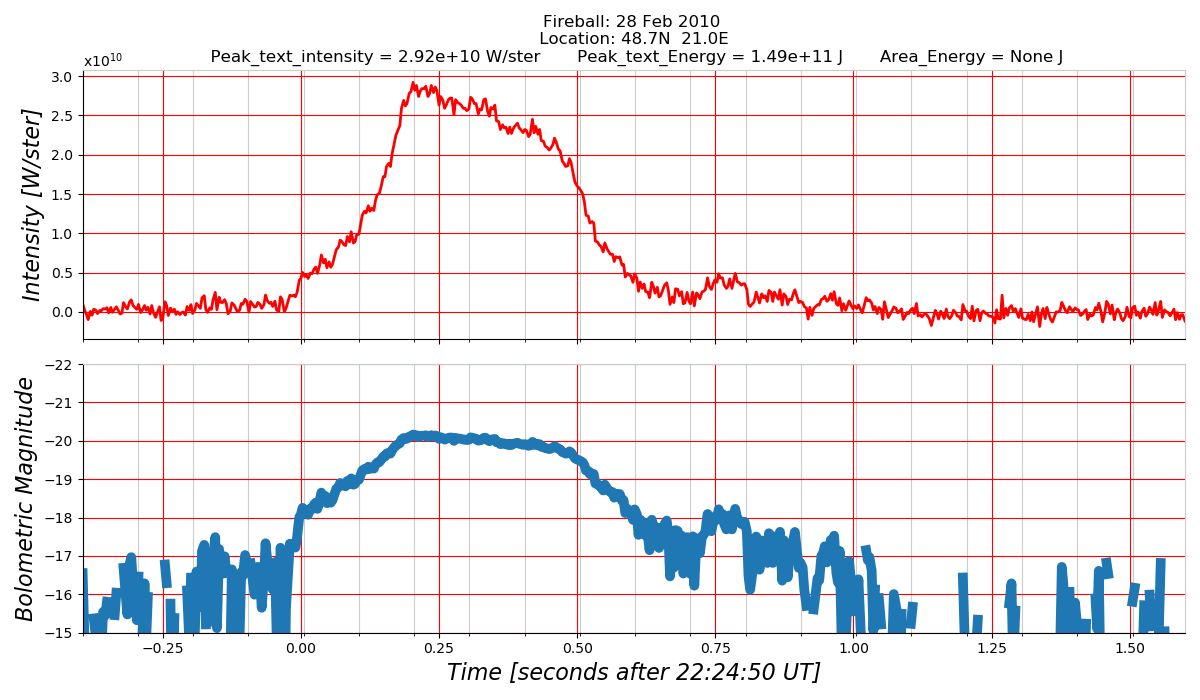 Fireball: 28 Feb 2010
Location: 48.7N  21.0E
Peak_text_intensity = 2.92e+10 W/ster       Peak_text_Energy = 1.49e+11 J       Area_Energy = None J
x10¹⁰
3.0
2.5
2.0
1.5
1.0
0.5
0.0
Intensity [W/ster]
−22
−21
−20
−19
−18
−17
−16
−15
Bolometric Magnitude
−0.25 0.00 0.25 0.50 0.75 1.00 1.25 1.50
Time [seconds after 22:24:50 UT]